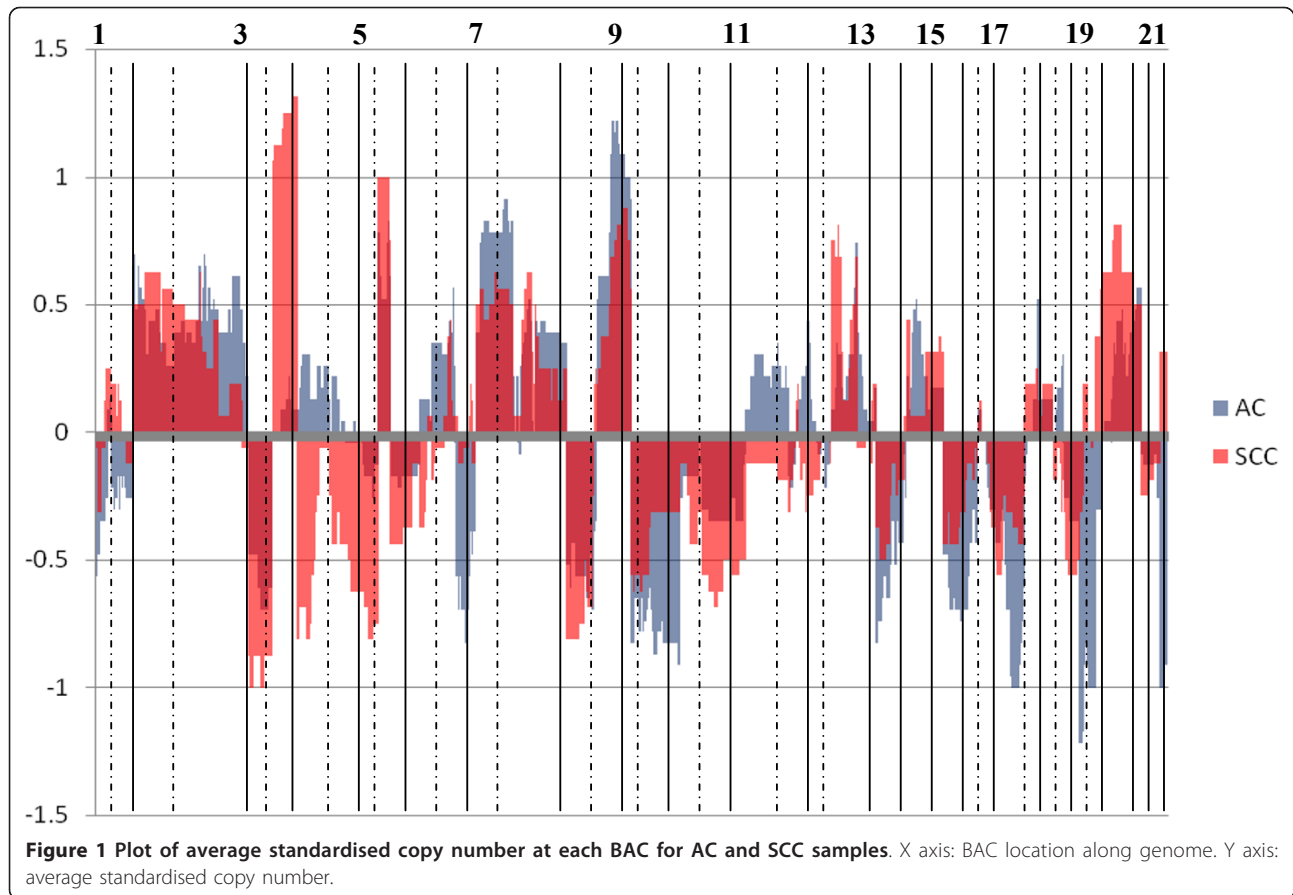 1 3 5 7 9 11 13 15 17 19 21
1.5
1
0.5
0
-0.5
-1
-1.5
AC
SCC
Figure 1 Plot of average standardised copy number at each BAC for AC and SCC samples. X axis: BAC location along genome. Y axis:
average standardised copy number.